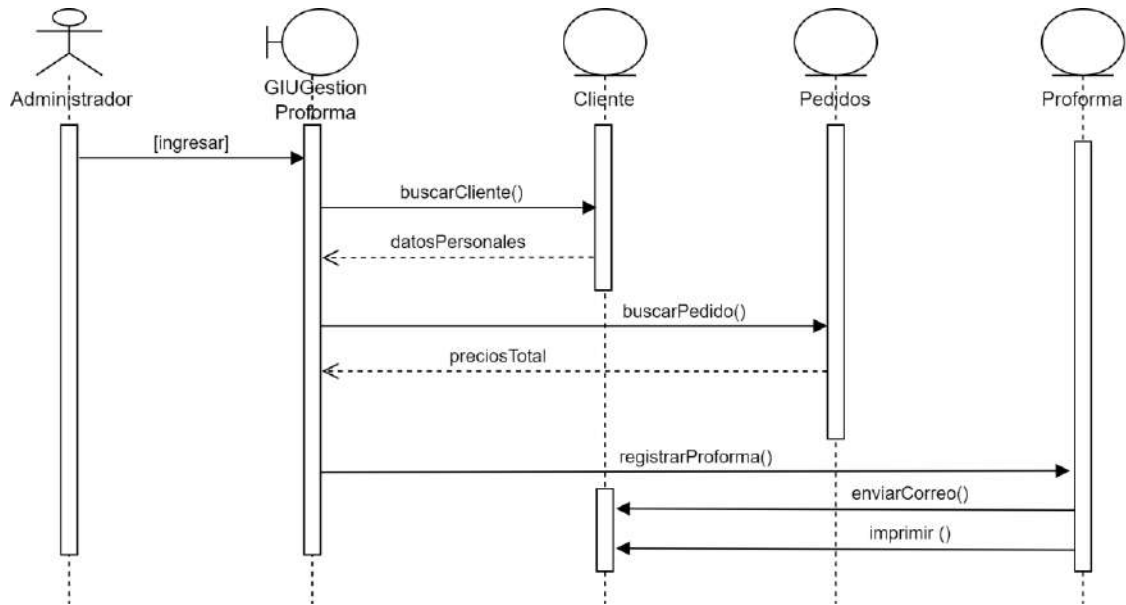 Administrador
GIUGestion
Proforma
Cliente
Pedidos
Proforma
[ingresar]
buscarCliente()
datosPersonales
buscarPedido()
preciosTotal
registrarProforma()
enviarCorreo()
imprimir ()